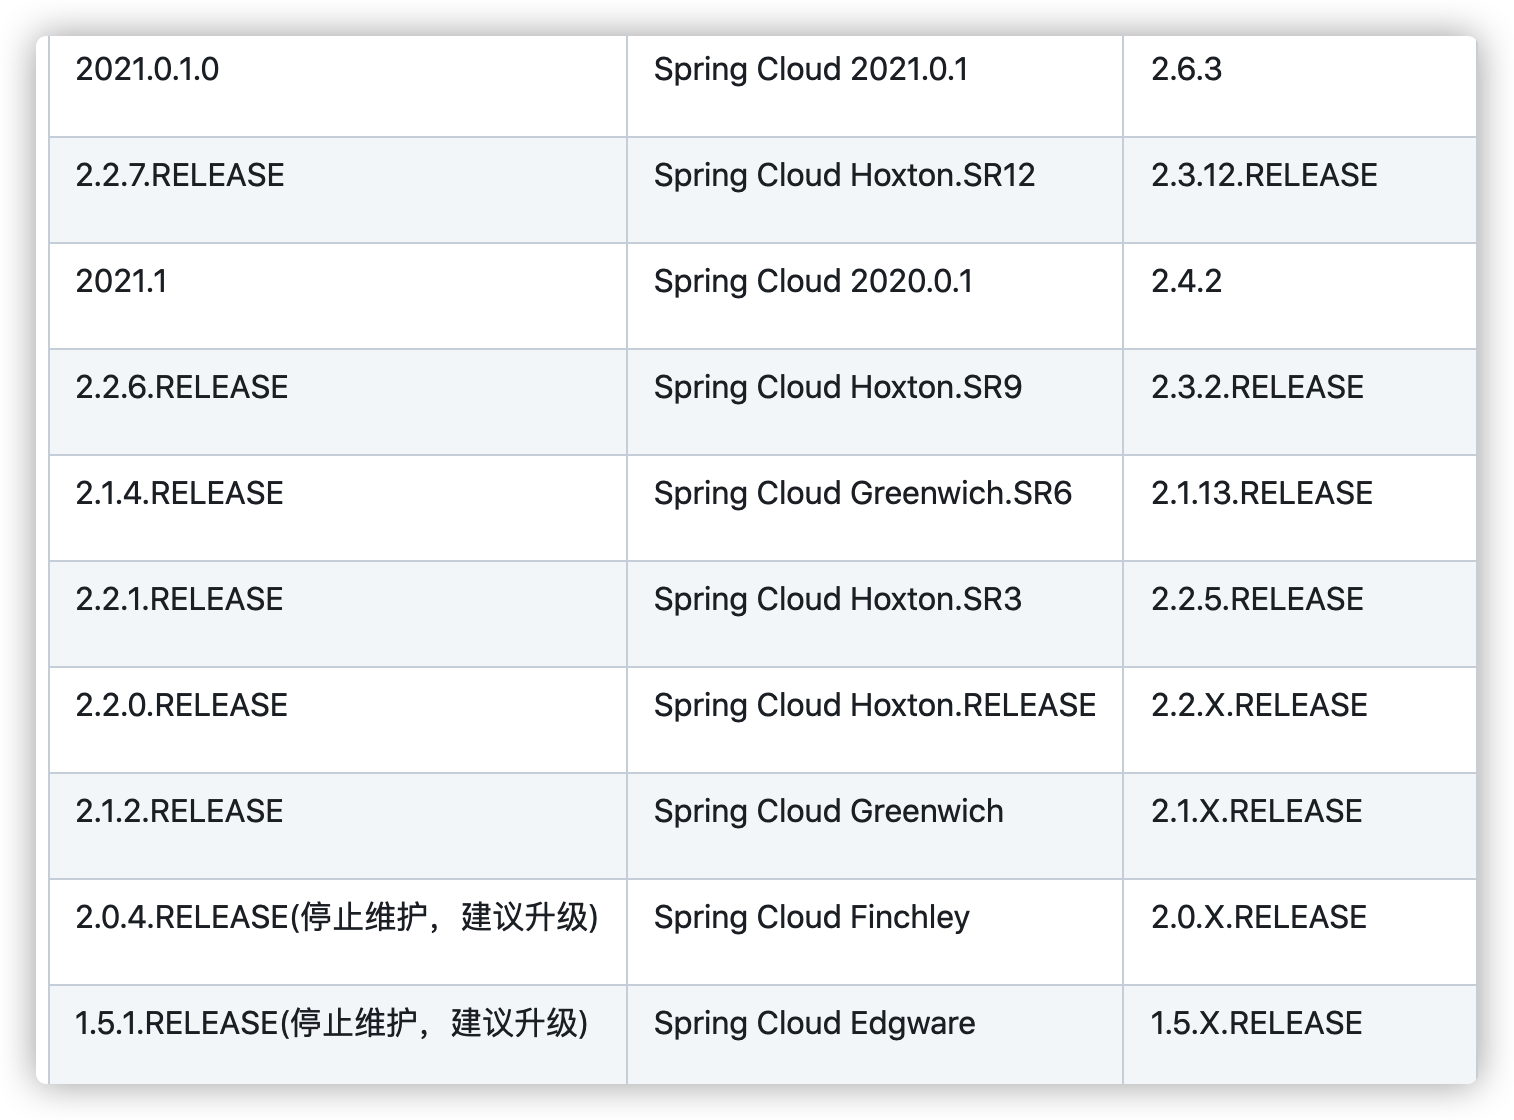 2021.0.1.0 Spring Cloud 2021.0.1 2.6.3
2.2.7.RELEASE Spring Cloud Hoxton.SR12 2.3.12.RELEASE
2021.1 Spring Cloud 2020.0.1 2.4.2
2.2.6.RELEASE Spring Cloud Hoxton.SR9 2.3.2.RELEASE
2.1.4.RELEASE Spring Cloud Greenwich.SR6 2.1.13.RELEASE
2.2.1.RELEASE Spring Cloud Hoxton.SR3 2.2.5.RELEASE
2.2.0.RELEASE Spring Cloud Hoxton.RELEASE 2.2.X.RELEASE
2.1.2.RELEASE Spring Cloud Greenwich 2.1.X.RELEASE
2.0.4.RELEASE(停止维护，建议升级) Spring Cloud Finchley 2.0.X.RELEASE
1.5.1.RELEASE(停止维护，建议升级) Spring Cloud Edgware 1.5.X.RELEASE